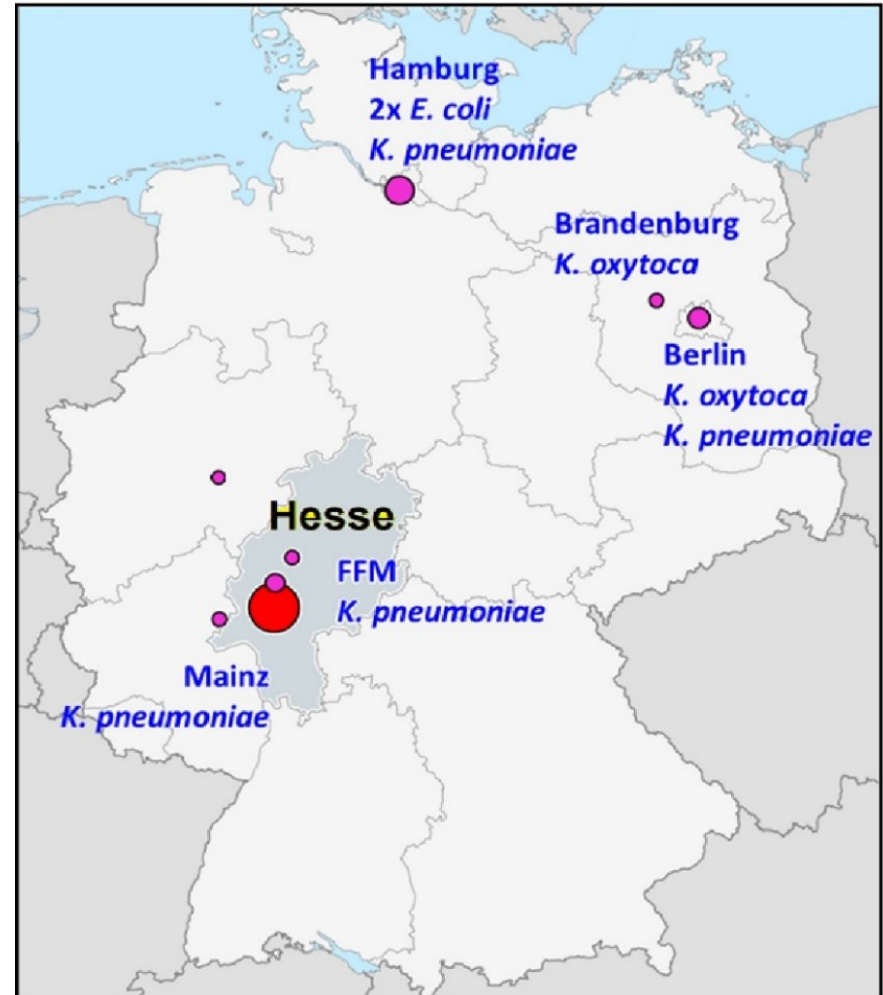 Hamburg
2x E. coli
K. pneumoniae
Brandenburg
K. oxytoca
Berlin
K. oxytoca
K. pneumoniae
Hesse
FFM
K. pneumoniae
Mainz
K. pneumoniae